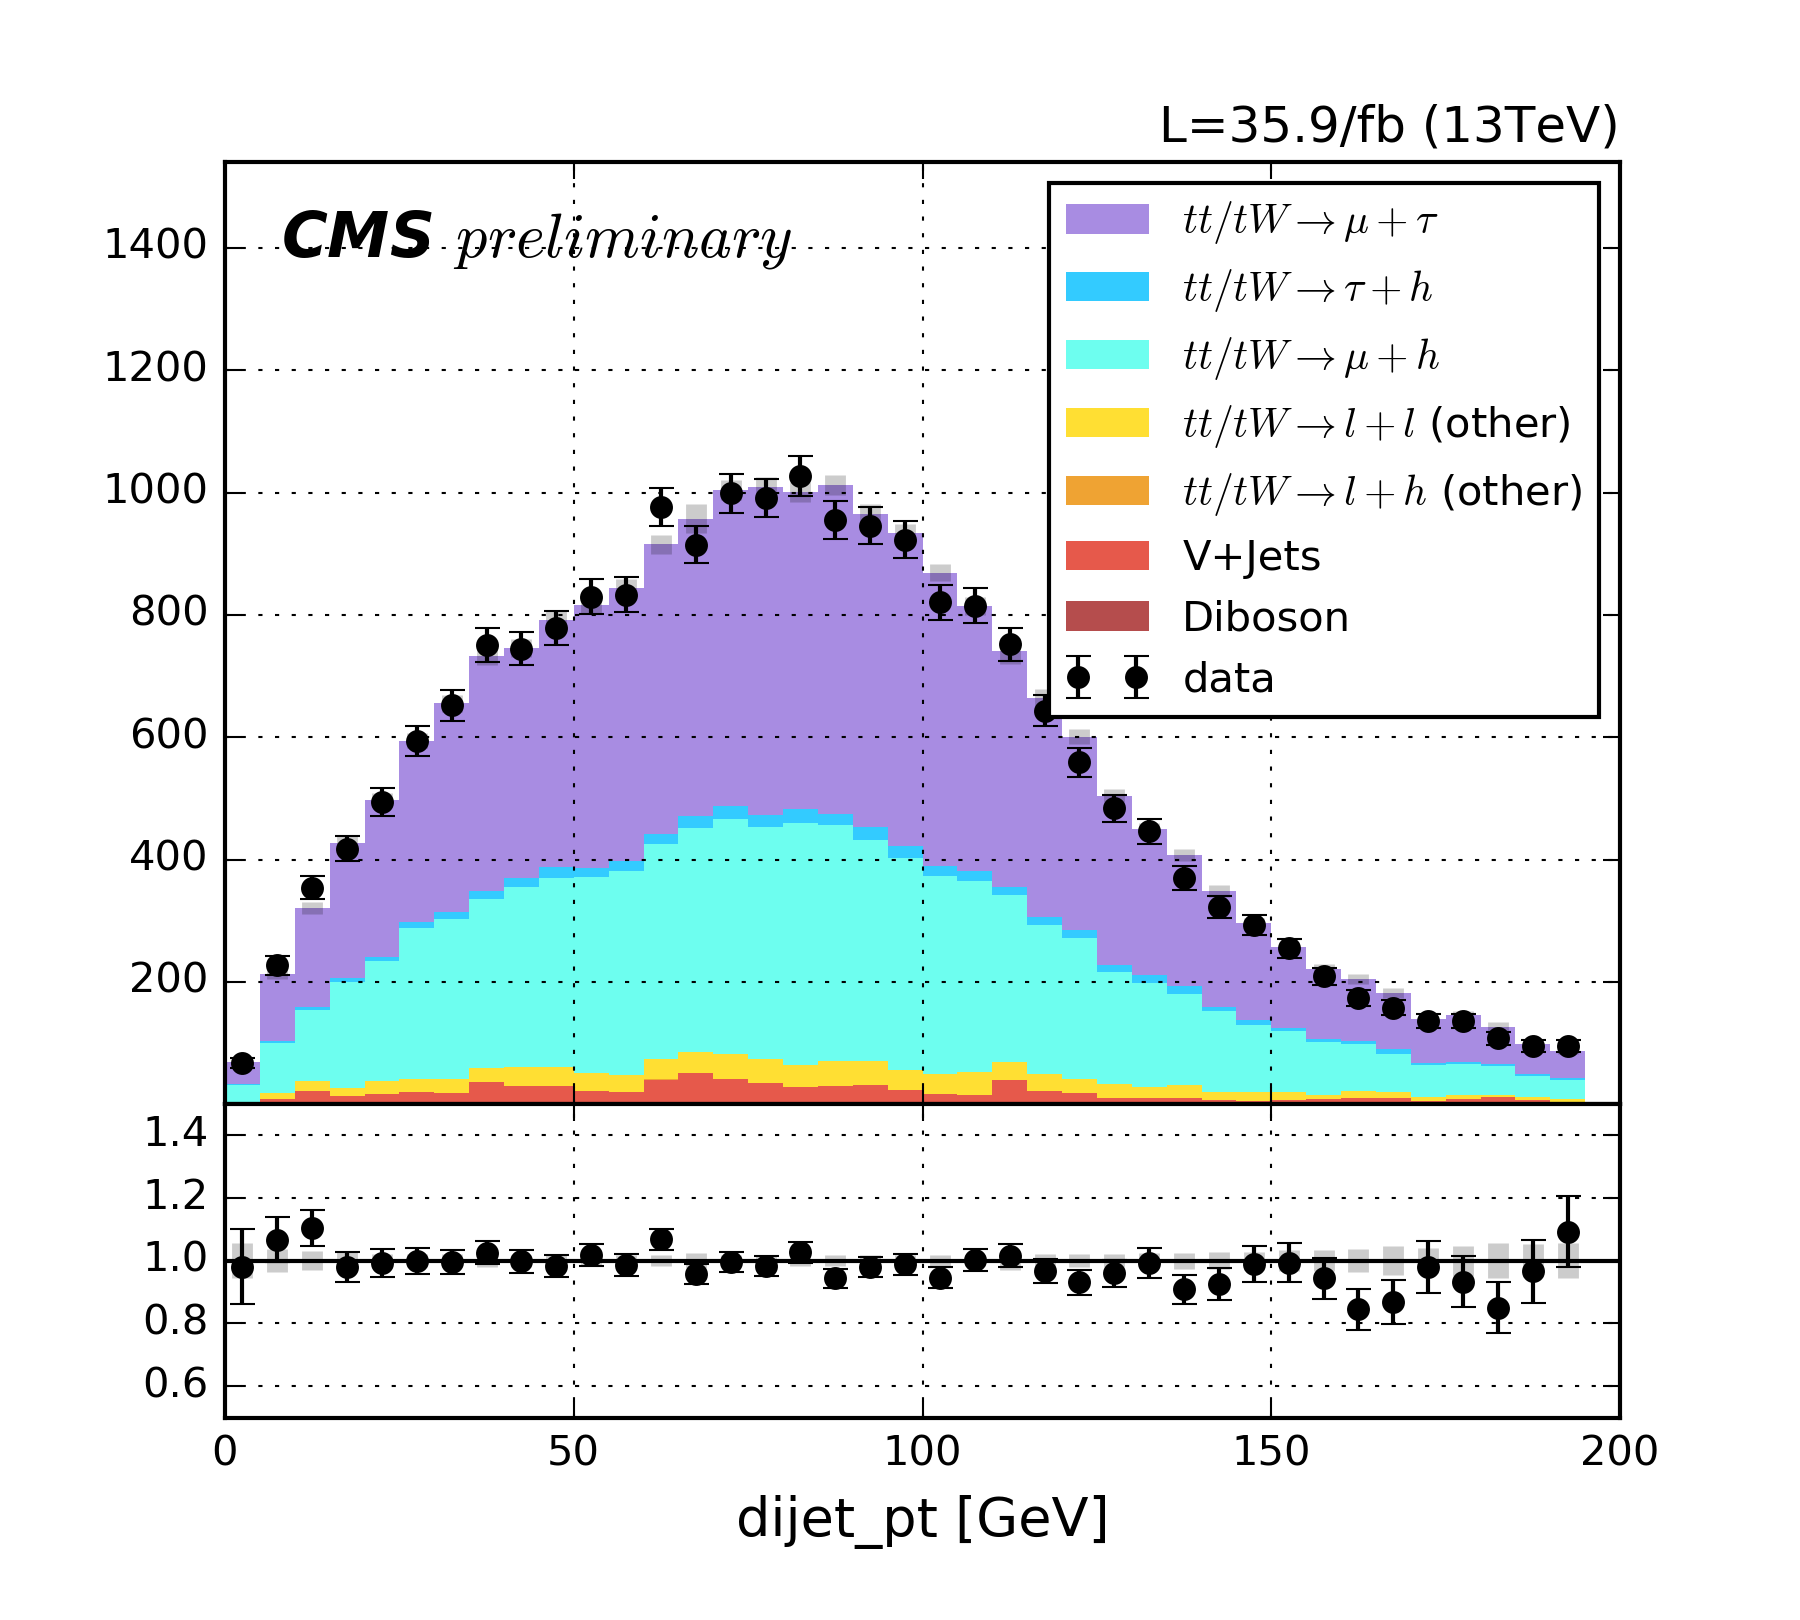 L=35.9/fb (13TeV)
CMS preliminary
tt/tW → μ + τ
tt/tW → τ + h
tt/tW → μ + h
tt/tW → l + l (other)
tt/tW → l + h (other)
V+Jets
Diboson
data
1400
1200
1000
800
600
400
200
1.4
1.2
1.0
0.8
0.6
0 50 100 150 200
dijet_pt [GeV]